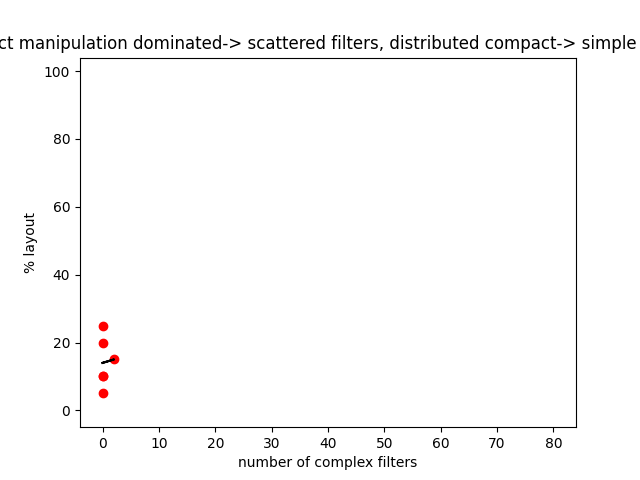 ct manipulation dominated-> scattered filters, distributed compact-> simple
100
80
60
40
20
0
% layout
0 10 20 30 40 50 60 70 80
number of complex filters